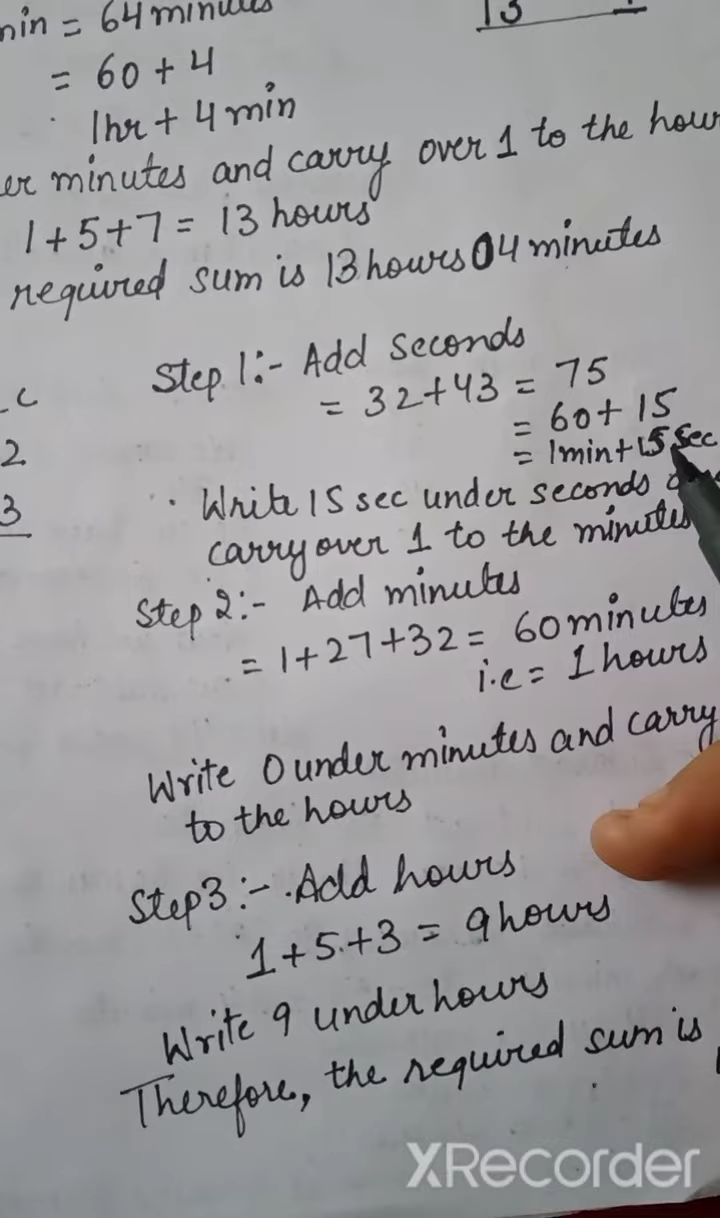 min = 64 minutes
13
= 60 + 4
1hr + 4 min
er minutes and carry over 1 to the hour
1 + 5 + 7 = 13 hours
required sum is 13 hours 04 minutes
c
Step 1:- Add seconds
2
= 32 + 43 = 75
= 60 + 15
3
= 1min + 15 sec
Write 15 sec under seconds
carry over 1 to the minutes
Step 2:- Add minutes
= 1 + 27 + 32 = 60 minutes
i.e = 1 hours
Write 0 under minutes and carry
to the hours
Step 3:- Add hours
1 + 5 + 3 = 9 hours
Write 9 under hours
Therefore, the required sum is
XRecorder